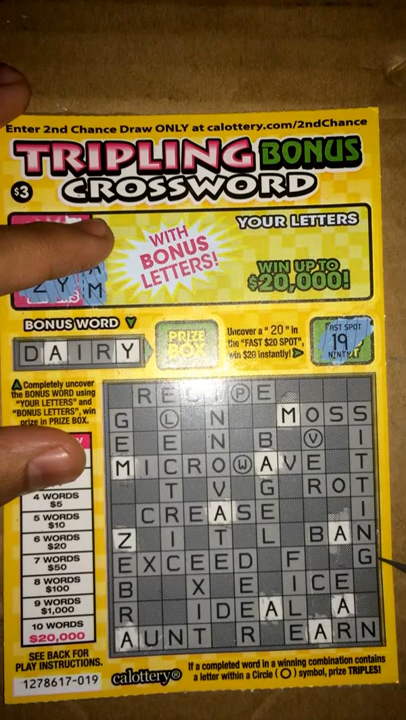 Enter 2nd Chance Draw ONLY at calottery.com/2ndChance
TRIPLING BONUS
$3
CROSSWORD
YOUR LETTERS
WITH
BONUS
LETTERS!
WIN UP TO
$20,000!
Z Y
M
BONUS WORD
DAIRY
PRIZE
BOX
Uncover a "20" in
the "FAST $20 SPOT",
win $20 instantly!
FAST SPOT
19
NINTN
Completely uncover
the BONUS WORD using
"YOUR LETTERS" and
"BONUS LETTERS", win
prize in PRIZE BOX.
4 WORDS
$5
5 WORDS
$10
6 WORDS
$20
7 WORDS
$50
8 WORDS
$100
9 WORDS
$1,000
10 WORDS
$20,000
SEE BACK FOR
PLAY INSTRUCTIONS.
1278617-019
RECIPE
G L N MOSS
E E N B V I
MICROWAVE T
T V G ROT
CREASE I
Z I T L BAN
EXCEED F G
B X E ICE
R IDEAL A
AUNT R EARN
calottery®
If a completed word in a winning combination contains
a letter within a Circle (O) symbol, prize TRIPLES!